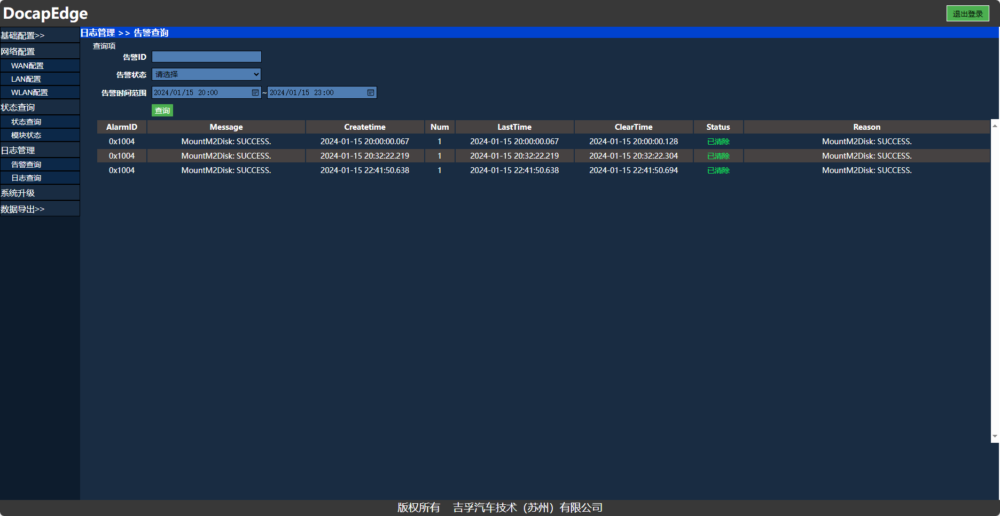 DocapEdge
退出登录
基础配置>>
网络配置
WAN配置
LAN配置
WLAN配置
状态查询
状态查询
模块状态
日志管理
告警查询
日志查询
系统升级
数据导出>>
日志管理 >> 告警查询
查询项
告警ID
告警状态 请选择
告警时间范围 2024/01/15 20:00 ~ 2024/01/15 23:00
查询
AlarmID Message Createtime Num LastTime ClearTime Status Reason
0x1004 MountM2Disk: SUCCESS. 2024-01-15 20:00:00.067 1 2024-01-15 20:00:00.067 2024-01-15 20:00:00.128 已清除 MountM2Disk: SUCCESS.
0x1004 MountM2Disk: SUCCESS. 2024-01-15 20:32:22.219 1 2024-01-15 20:32:22.219 2024-01-15 20:32:22.304 已清除 MountM2Disk: SUCCESS.
0x1004 MountM2Disk: SUCCESS. 2024-01-15 22:41:50.638 1 2024-01-15 22:41:50.638 2024-01-15 22:41:50.694 已清除 MountM2Disk: SUCCESS.
版权所有 吉孚汽车技术（苏州）有限公司